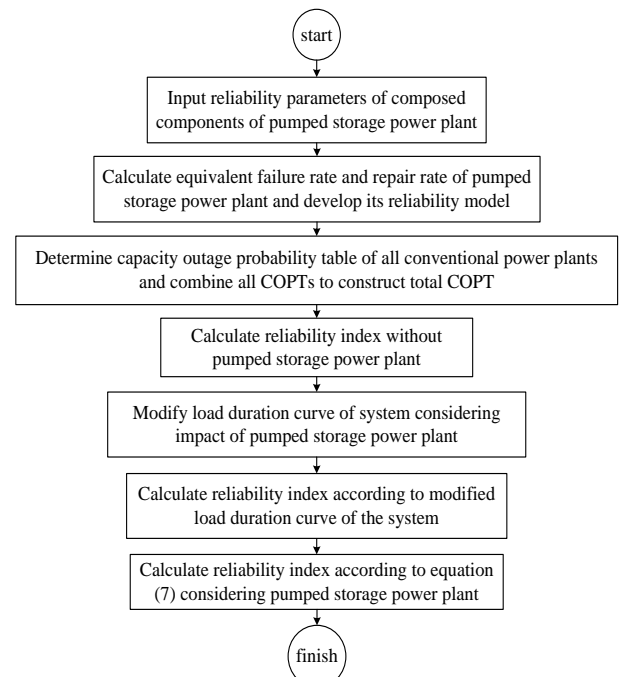 start
Input reliability parameters of composed
components of pumped storage power plant
Calculate equivalent failure rate and repair rate of pumped
storage power plant and develop its reliability model
Determine capacity outage probability table of all conventional power plants
and combine all COPTs to construct total COPT
Calculate reliability index without
pumped storage power plant
Modify load duration curve of system considering
impact of pumped storage power plant
Calculate reliability index according to modified
load duration curve of the system
Calculate reliability index according to equation
(7) considering pumped storage power plant
finish